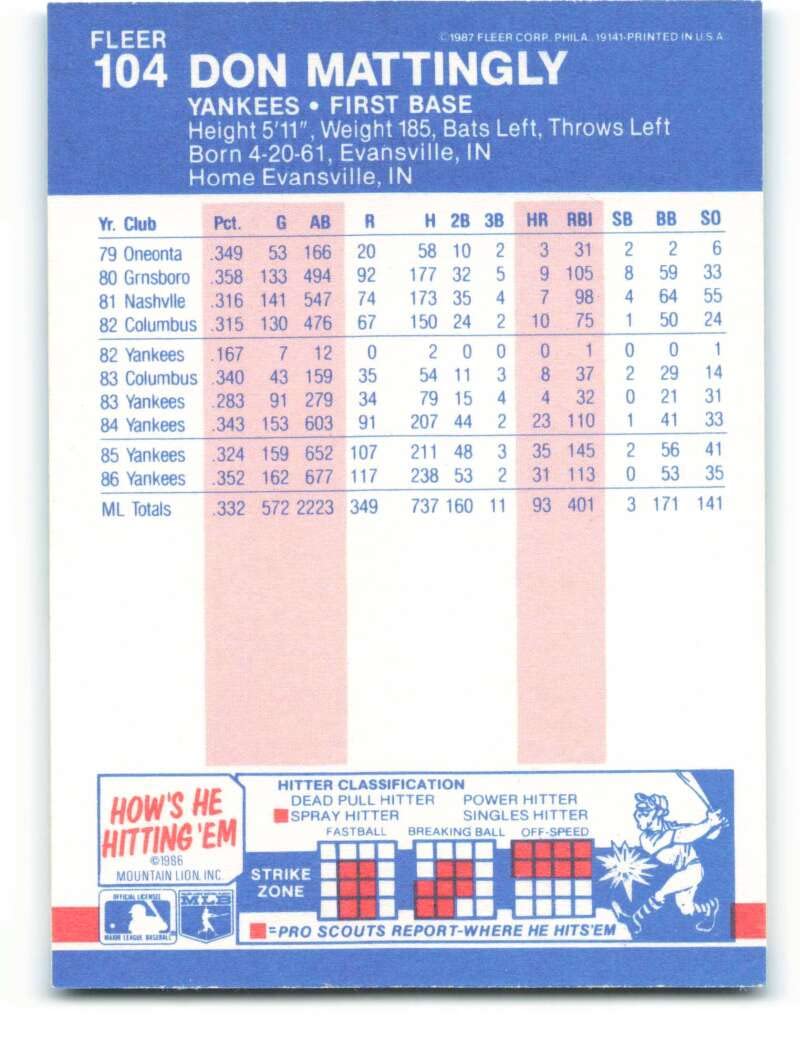 FLEER
©1987 FLEER CORP. PHILA., 19141-PRINTED IN U.S.A.
104 DON MATTINGLY
YANKEES • FIRST BASE
Height 5'11", Weight 185, Bats Left, Throws Left
Born 4-20-61, Evansville, IN
Home Evansville, IN
Yr. Club Pct. G AB R H 2B 3B HR RBI SB BB SO
79 Oneonta .349 53 166 20 58 10 2 3 31 2 2 6
80 Grnsboro .358 133 494 92 177 32 5 9 105 8 59 33
81 Nashvlle .316 141 547 74 173 35 4 7 98 4 64 55
82 Columbus .315 130 476 67 150 24 2 10 75 1 50 24
82 Yankees .167 7 12 0 2 0 0 0 1 0 0 1
83 Columbus .340 43 159 35 54 11 3 8 37 2 29 14
83 Yankees .283 91 279 34 79 15 4 4 32 0 21 31
84 Yankees .343 153 603 91 207 44 2 23 110 1 41 33
85 Yankees .324 159 652 107 211 48 3 35 145 2 56 41
86 Yankees .352 162 677 117 238 53 2 31 113 0 53 35
ML Totals .332 572 2223 349 737 160 11 93 401 3 171 141
HOW'S HE
HITTING 'EM
©1986
MOUNTAIN LION, INC
HITTER CLASSIFICATION
DEAD PULL HITTER POWER HITTER
SPRAY HITTER SINGLES HITTER
FASTBALL BREAKING BALL OFF-SPEED
STRIKE
ZONE
=PRO SCOUTS REPORT-WHERE HE HITS'EM
OFFICIAL LICENSEE
MAJOR LEAGUE BASEBALL
MLB